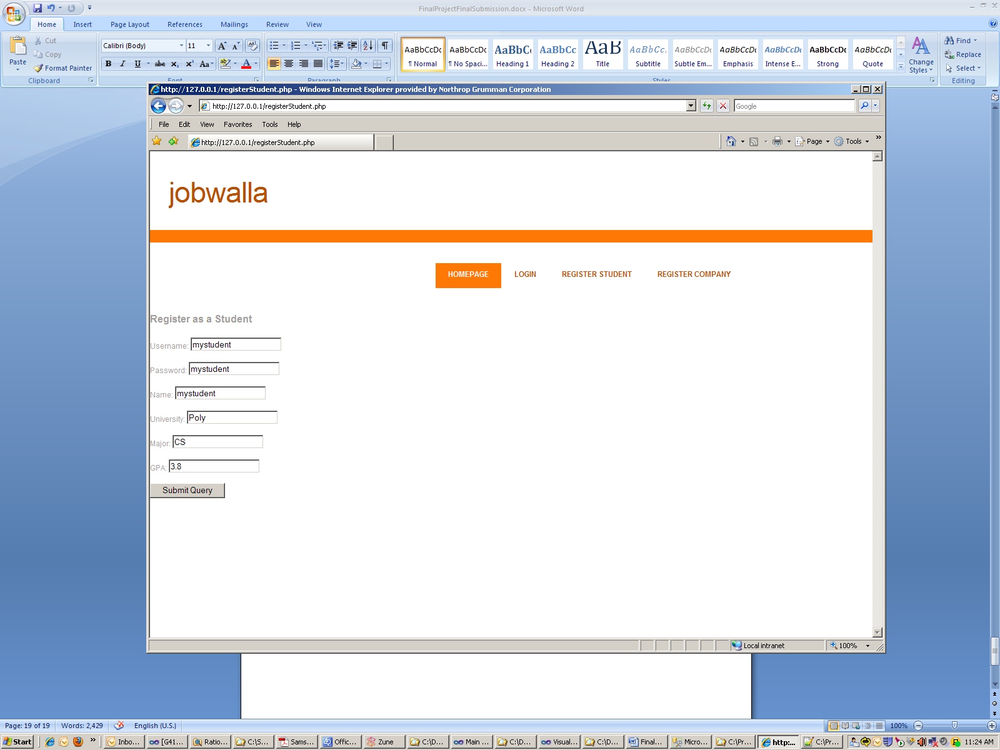 FinalProjectFinalSubmission.docx - Microsoft Word
Home Insert Page Layout References Mailings Review View
Paste Cut Copy Format Painter
Calibri (Body) 11
B I U abc X₂ X² Aa A
AaBbCcDc AaBbCcDc AaBbC AaBbCc AaB AaBbCc. AaBbCcDc AaBbCcDc AaBbCcDc AaBbCcDc AaBbCcDc
¶ Normal ¶ No Spaci... Heading 1 Heading 2 Title Subtitle Subtle Em... Emphasis Intense E... Strong Quote
Change Styles
Find
Replace
Select
Clipboard Font Paragraph Styles Editing
http://127.0.0.1/registerStudent.php - Windows Internet Explorer provided by Northrop Grumman Corporation
http://127.0.0.1/registerStudent.php
Google
File Edit View Favorites Tools Help
http://127.0.0.1/registerStudent.php
Page Tools »
jobwalla
HOMEPAGE LOGIN REGISTER STUDENT REGISTER COMPANY
Register as a Student
Username: mystudent
Password: mystudent
Name: mystudent
University: Poly
Major: CS
GPA: 3.8
Submit Query
Local intranet 100%
Page: 19 of 19 Words: 2,429 English (U.S.) 100%
Start » Inbo... [G41... Ratio... C:\S... Sams... Offic... Zune C:\D... Main ... C:\D... Visual... C:\D... Final... Micro... C:\Pr... http:... C:\Pr... 11:24 AM